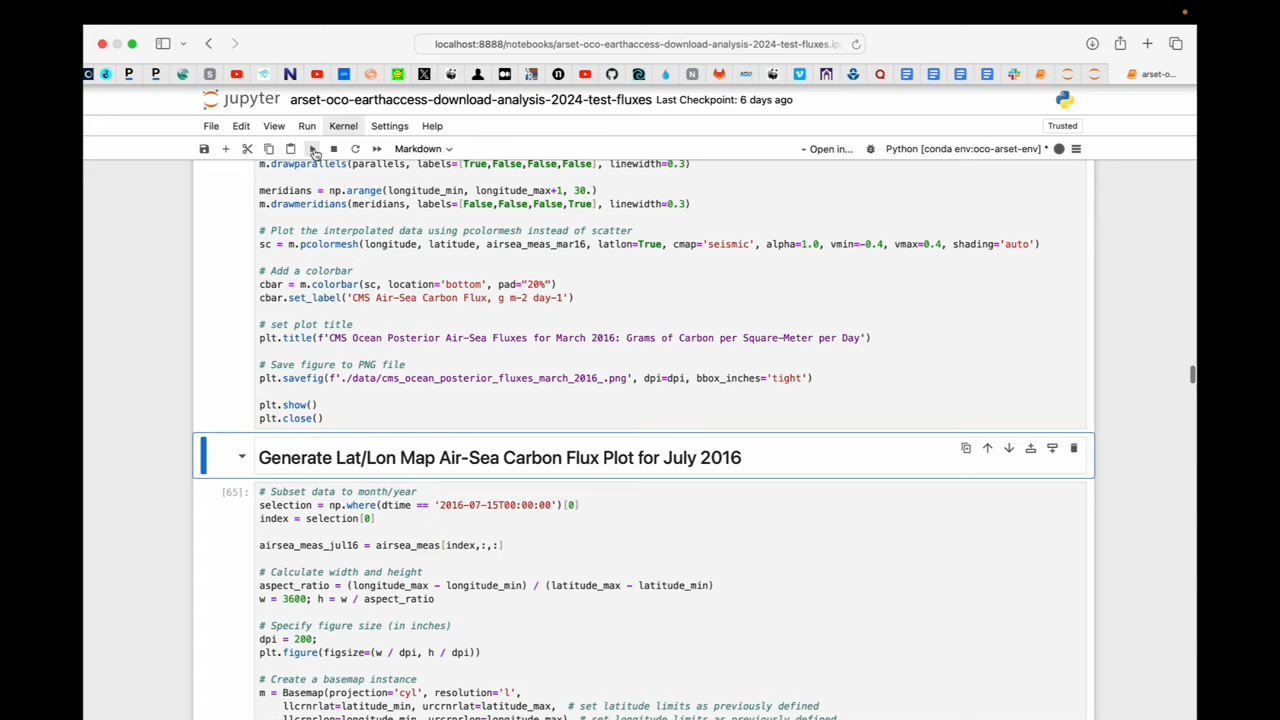 localhost:8888/notebooks/arset-oco-earthaccess-download-analysis-2024-test-fluxes.ip
arset-o...
jupyter arset-oco-earthaccess-download-analysis-2024-test-fluxes Last Checkpoint: 6 days ago
File Edit View Run Kernel Settings Help
Trusted
Markdown
Open in...
Python [conda env:oco-arset-env] *
m.drawparallels(parallels, labels=[True,False,False,False], linewidth=0.3)
meridians = np.arange(longitude_min, longitude_max+1, 30.)
m.drawmeridians(meridians, labels=[False,False,False,True], linewidth=0.3)
# Plot the interpolated data using pcolormesh instead of scatter
sc = m.pcolormesh(longitude, latitude, airsea_meas_mar16, latlon=True, cmap='seismic', alpha=1.0, vmin=-0.4, vmax=0.4, shading='auto')
# Add a colorbar
cbar = m.colorbar(sc, location='bottom', pad="20%")
cbar.set_label('CMS Air-Sea Carbon Flux, g m-2 day-1')
# set plot title
plt.title(f'CMS Ocean Posterior Air-Sea Fluxes for March 2016: Grams of Carbon per Square-Meter per Day')
# Save figure to PNG file
plt.savefig(f'./data/cms_ocean_posterior_fluxes_march_2016_.png', dpi=dpi, bbox_inches='tight')
plt.show()
plt.close()
Generate Lat/Lon Map Air-Sea Carbon Flux Plot for July 2016
[65]:
# Subset data to month/year
selection = np.where(dtime == '2016-07-15T00:00:00')[0]
index = selection[0]
airsea_meas_jul16 = airsea_meas[index,:,:]
# Calculate width and height
aspect_ratio = (longitude_max - longitude_min) / (latitude_max - latitude_min)
w = 3600; h = w / aspect_ratio
# Specify figure size (in inches)
dpi = 200;
plt.figure(figsize=(w / dpi, h / dpi))
# Create a basemap instance
m = Basemap(projection='cyl', resolution='l',
llcrnrlat=latitude_min, urcrnrlat=latitude_max, # set latitude limits as previously defined
llcrnrlon=longitude_min, urcrnrlon=longitude_max) # set longitude limits as previously defined